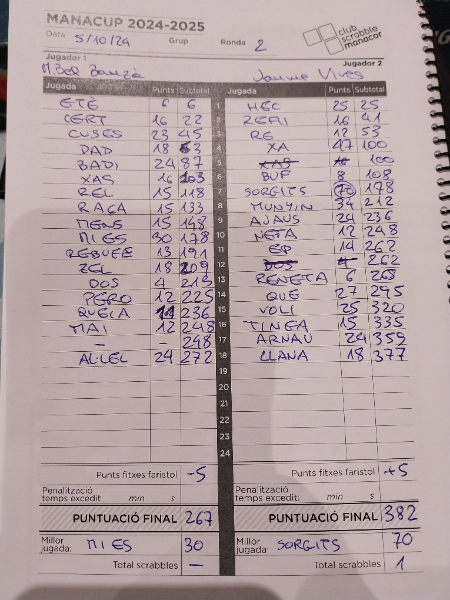 MANACUP 2024-2025
club scrabble manacor
Data 5/10/24 Grup Ronda 2
Jugador 1 Jugador 2
M.Bel Jaume Vives
Jugada Punts Subtotal Jugada Punts Subtotal
ETE 6 6 1 HEC 25 25
CERT 16 22 2 REFU 16 41
CUSES 23 45 3 RE 12 53
DAD 18 63 4 XA 47 100
BADI 24 87 5 XAS 100
XAS 16 103 6 BUF 8 108
REL 15 118 7 SORGITS 70 178
RAÇA 15 133 8 MUNYIN 34 212
MENS 15 148 9 AJAUS 24 236
NIES 30 178 10 NETA 12 248
REBUEE 13 191 11 EP 14 262
ZEL 18 209 12 DOS 4 262
DOS 4 213 13 RENETA 6 268
PERO 12 225 14 QUE 27 295
QUELA 11 236 15 VOLI 25 320
MAI 12 248 16 TINGA 15 335
- - 248 17 ARNAU 24 359
AL·LEL 24 272 18 LLANA 18 377
19
20
21
22
23
24
Punts fitxes faristol -5 Punts fitxes faristol +5
Penalització temps excedit: min s Penalització temps excedit: min s
PUNTUACIÓ FINAL 267 PUNTUACIÓ FINAL 382
Millor jugada: NIES 30 Millor jugada: SORGITS 70
Total scrabbles - Total scrabbles 1